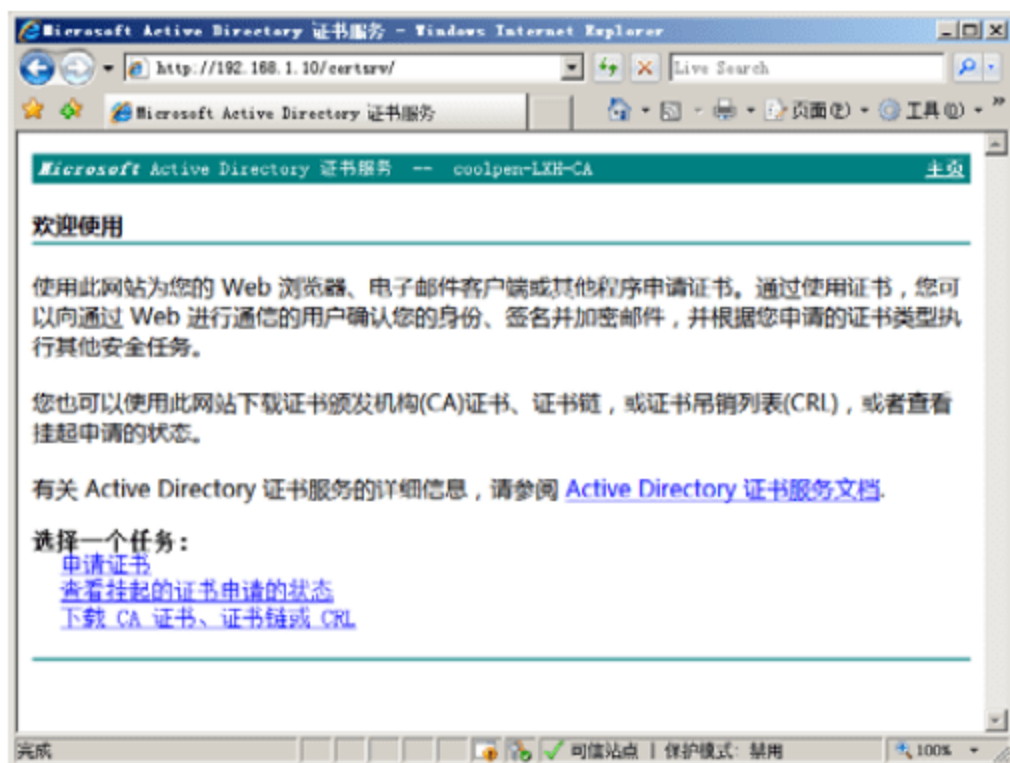 Microsoft Active Directory 证书服务 - Windows Internet Explorer
http://192.168.1.10/certsrv/
Live Search
Microsoft Active Directory 证书服务
页面(P)
工具(O)
Microsoft Active Directory 证书服务 -- coolpen-LXH-CA
主页
欢迎使用
使用此网站为您的 Web 浏览器、电子邮件客户端或其他程序申请证书。通过使用证书，您可
以向通过 Web 进行通信的用户确认您的身份、签名并加密邮件，并根据您申请的证书类型执
行其他安全任务。
您也可以使用此网站下载证书颁发机构(CA)证书、证书链，或证书吊销列表(CRL)，或者查看
挂起申请的状态。
有关 Active Directory 证书服务的详细信息，请参阅 Active Directory 证书服务文档.
选择一个任务:
申请证书
查看挂起的证书申请的状态
下载 CA 证书、证书链或 CRL
完成
可信站点 | 保护模式: 禁用
100%